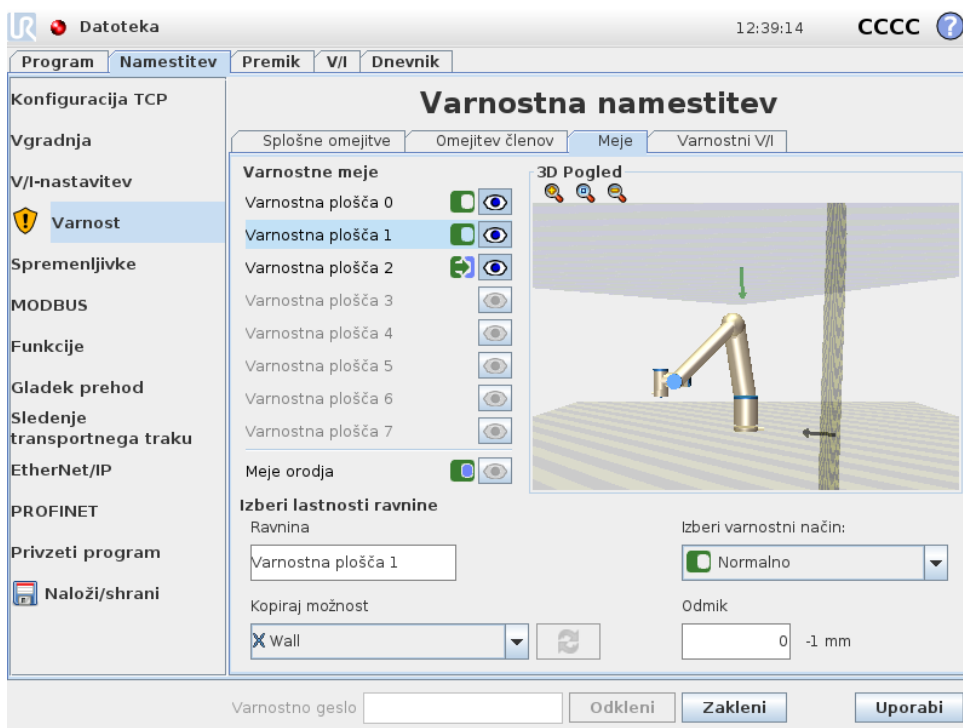 UR Datoteka 12:39:14 CCCC ?
Program Namestitev Premik V/I Dnevnik
Konfiguracija TCP
Vgradnja
V/I-nastavitev
Varnost
Spremenljivke
MODBUS
Funkcije
Gladek prehod
Sledenje
transportnega traku
EtherNet/IP
PROFINET
Privzeti program
Naloži/shrani
Varnostna namestitev
Splošne omejitve Omejitev členov Meje Varnostni V/I
Varnostne meje
Varnostna plošča 0
Varnostna plošča 1
Varnostna plošča 2
Varnostna plošča 3
Varnostna plošča 4
Varnostna plošča 5
Varnostna plošča 6
Varnostna plošča 7
Meje orodja
3D Pogled
Izberi lastnosti ravnine
Ravnina
Varnostna plošča 1
Kopiraj možnost
Wall
Izberi varnostni način:
Normalno
Odmik
0 -1 mm
Varnostno geslo Odkleni Zakleni Uporabi